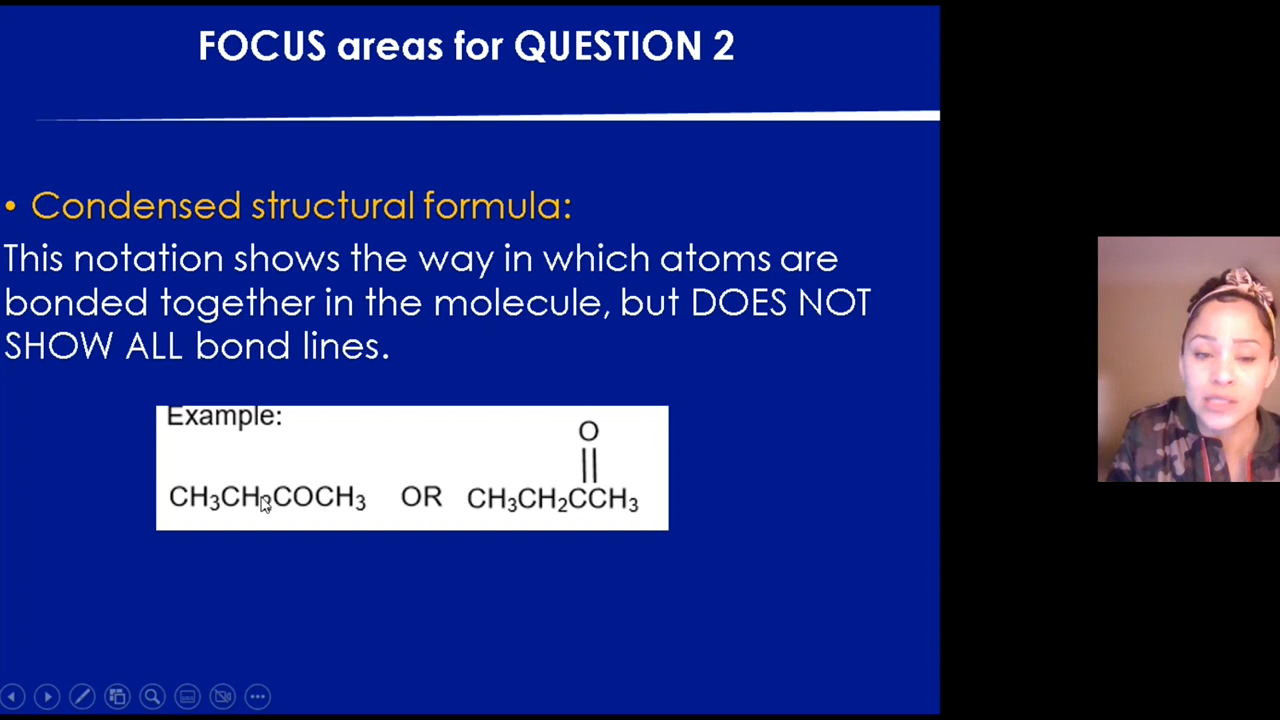 FOCUS areas for QUESTION 2
• Condensed structural formula:
This notation shows the way in which atoms are
bonded together in the molecule, but DOES NOT
SHOW ALL bond lines.
Example:
O
CH₃CH₂COCH₃ OR CH₃CH₂CCH₃